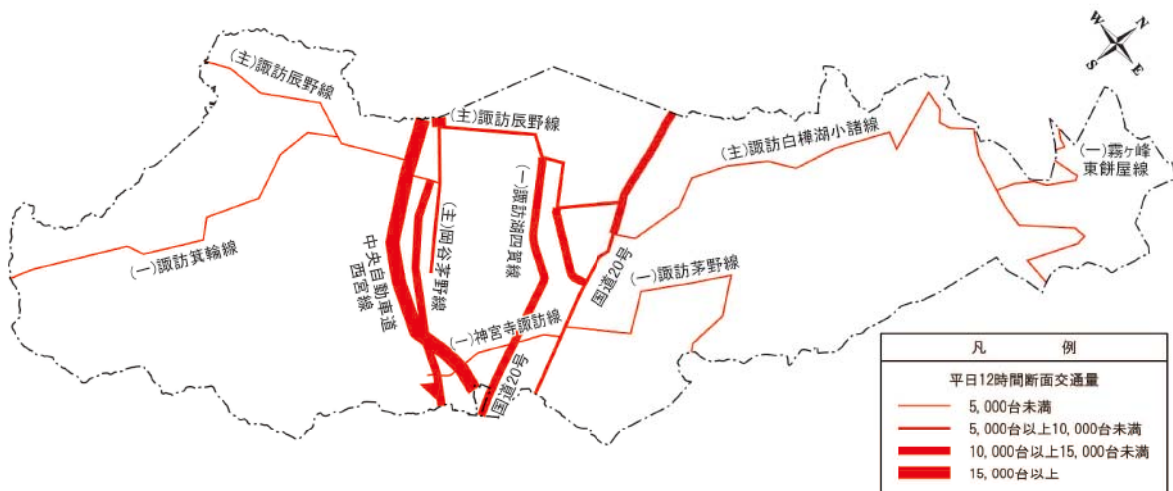 W
N
S
E
(主)諏訪辰野線
(主)諏訪辰野線
(主)諏訪白樺湖小諸線
(一)霧ヶ峰
東餅屋線
(一)諏訪湖四賀線
(主)岡谷茅野線
(一)諏訪箕輪線
中央自動車道
西宮線
国道20号
(一)諏訪茅野線
(一)神宮寺諏訪線
国道20号
凡 例
平日12時間断面交通量
5,000台未満
5,000台以上10,000台未満
10,000台以上15,000台未満
15,000台以上